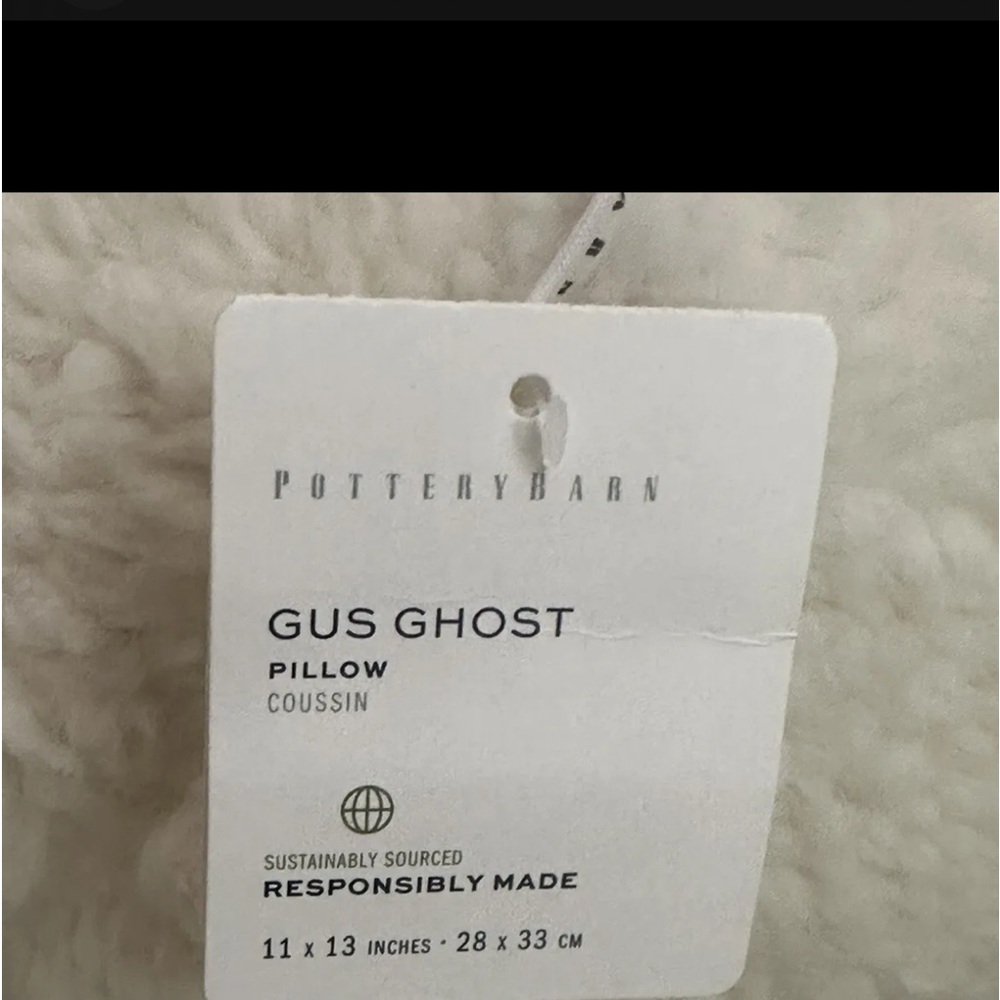 POTTERYBARN
GUS GHOST
PILLOW
COUSSIN
SUSTAINABLY SOURCED
RESPONSIBLY MADE
11 x 13 INCHES · 28 x 33 CM